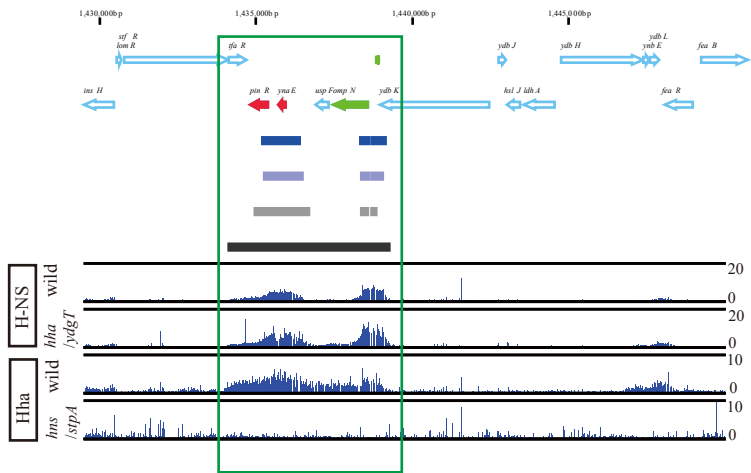 1,430,000bp 1,435,000bp 1,440,000bp 1,445,000bp
stf R ydb L
lom R tfa R ydb J ydb H ynb E fea B
ins H pin R yna E usp F omp N ydb K hsl J ldh A fea R
H-NS
wild
20
0
hha
/ydgT
20
0
Hha
wild
10
0
hns
/stpA
10
0